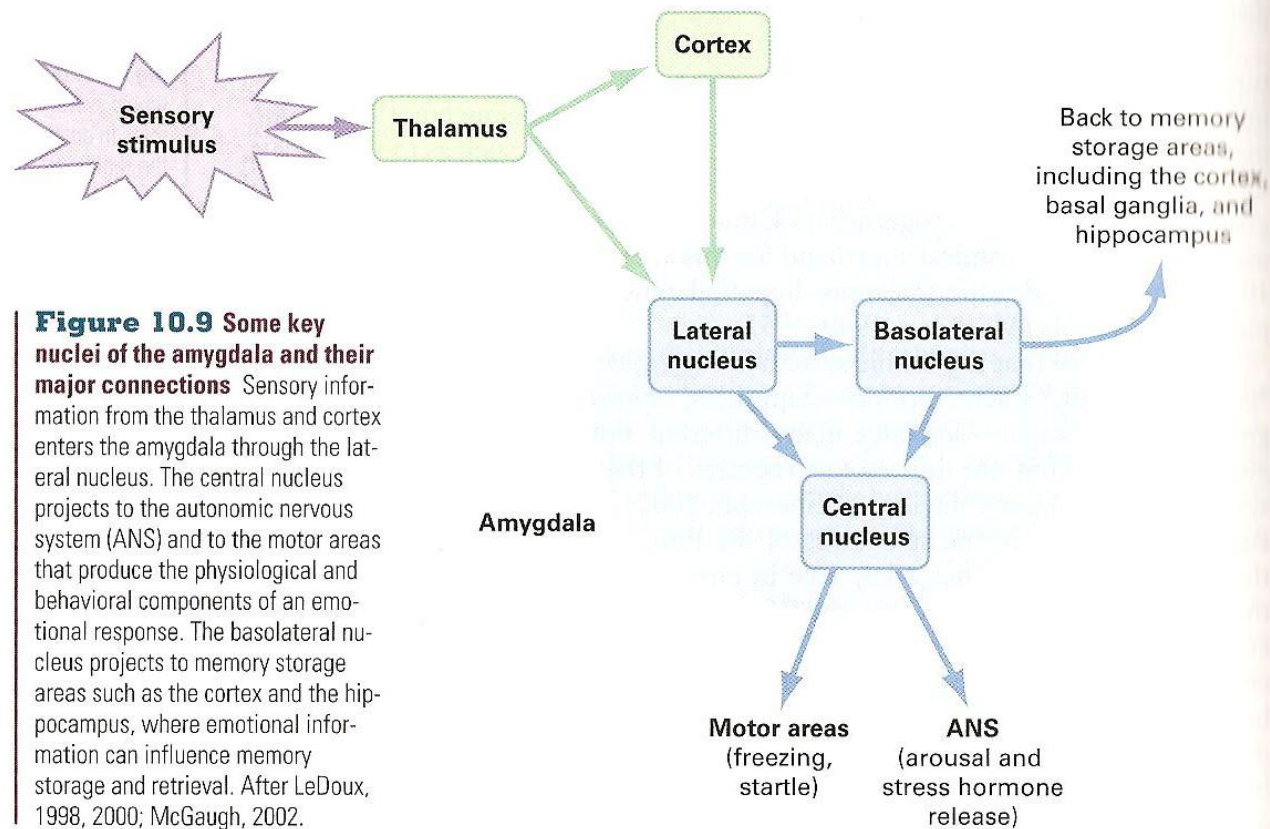 Cortex
Sensory
stimulus
Thalamus
Back to memory
storage areas,
including the cortex,
basal ganglia, and
hippocampus
Lateral
nucleus
Basolateral
nucleus
Figure 10.9 Some key
nuclei of the amygdala and their
major connections Sensory infor-
mation from the thalamus and cortex
enters the amygdala through the lat-
eral nucleus. The central nucleus
projects to the autonomic nervous
system (ANS) and to the motor areas
that produce the physiological and
behavioral components of an emo-
tional response. The basolateral nu-
cleus projects to memory storage
areas such as the cortex and the hip-
pocampus, where emotional infor-
mation can influence memory
storage and retrieval. After LeDoux,
1998, 2000; McGaugh, 2002.
Amygdala
Central
nucleus
Motor areas
(freezing,
startle)
ANS
(arousal and
stress hormone
release)